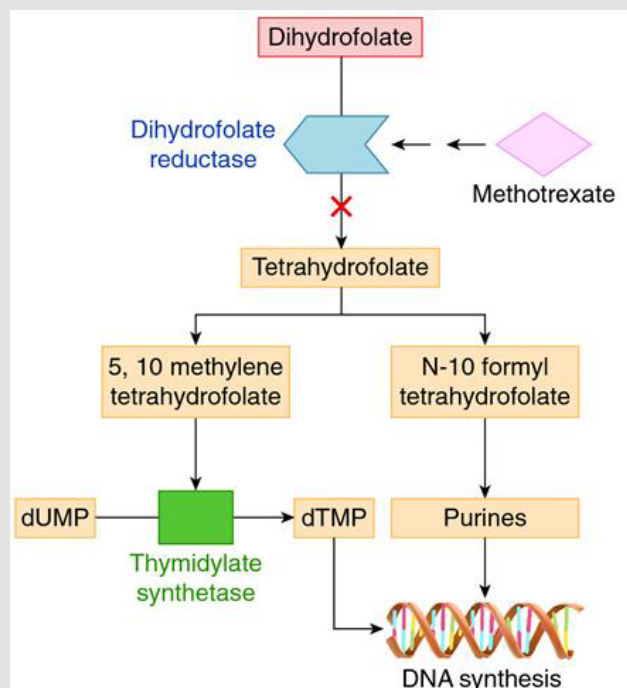 Dihydrofolate
Dihydrofolate
reductase
Methotrexate
Tetrahydrofolate
5, 10 methylene
tetrahydrofolate
N-10 formyl
tetrahydrofolate
dUMP
dTMP
Purines
Thymidylate
synthetase
DNA synthesis